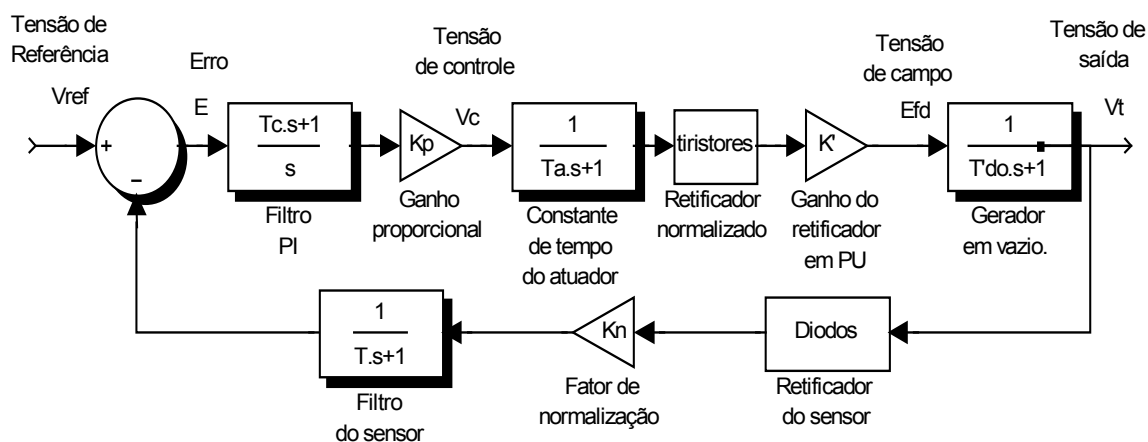 Tensão de
Referência
Vref
+
−
Erro
E
Tc.s+1
s
Filtro
PI
Kp
Ganho
proporcional
Tensão
de controle
Vc
1
Ta.s+1
Constante
de tempo
do atuador
tiristores
Retificador
normalizado
K'
Ganho do
retificador
em PU
Tensão
de campo
Efd
1
T'do.s+1
Gerador
em vazio.
Tensão de
saída
Vt
1
T.s+1
Filtro
do sensor
Kn
Fator de
normalização
Diodos
Retificador
do sensor